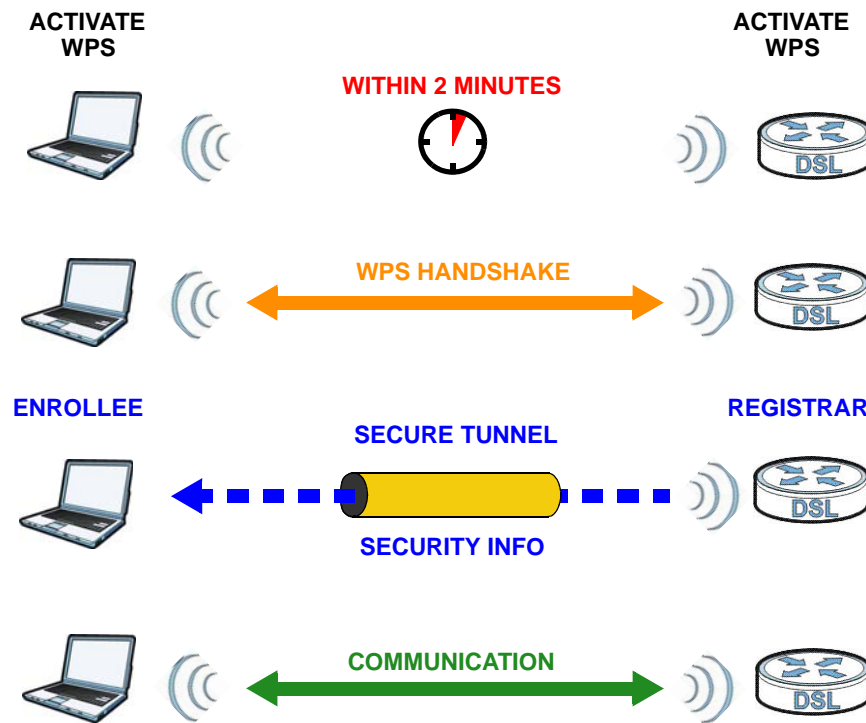 ACTIVATE
WPS
ACTIVATE
WPS
WITHIN 2 MINUTES
DSL
WPS HANDSHAKE
DSL
ENROLLEE
REGISTRAR
SECURE TUNNEL
DSL
SECURITY INFO
COMMUNICATION
DSL